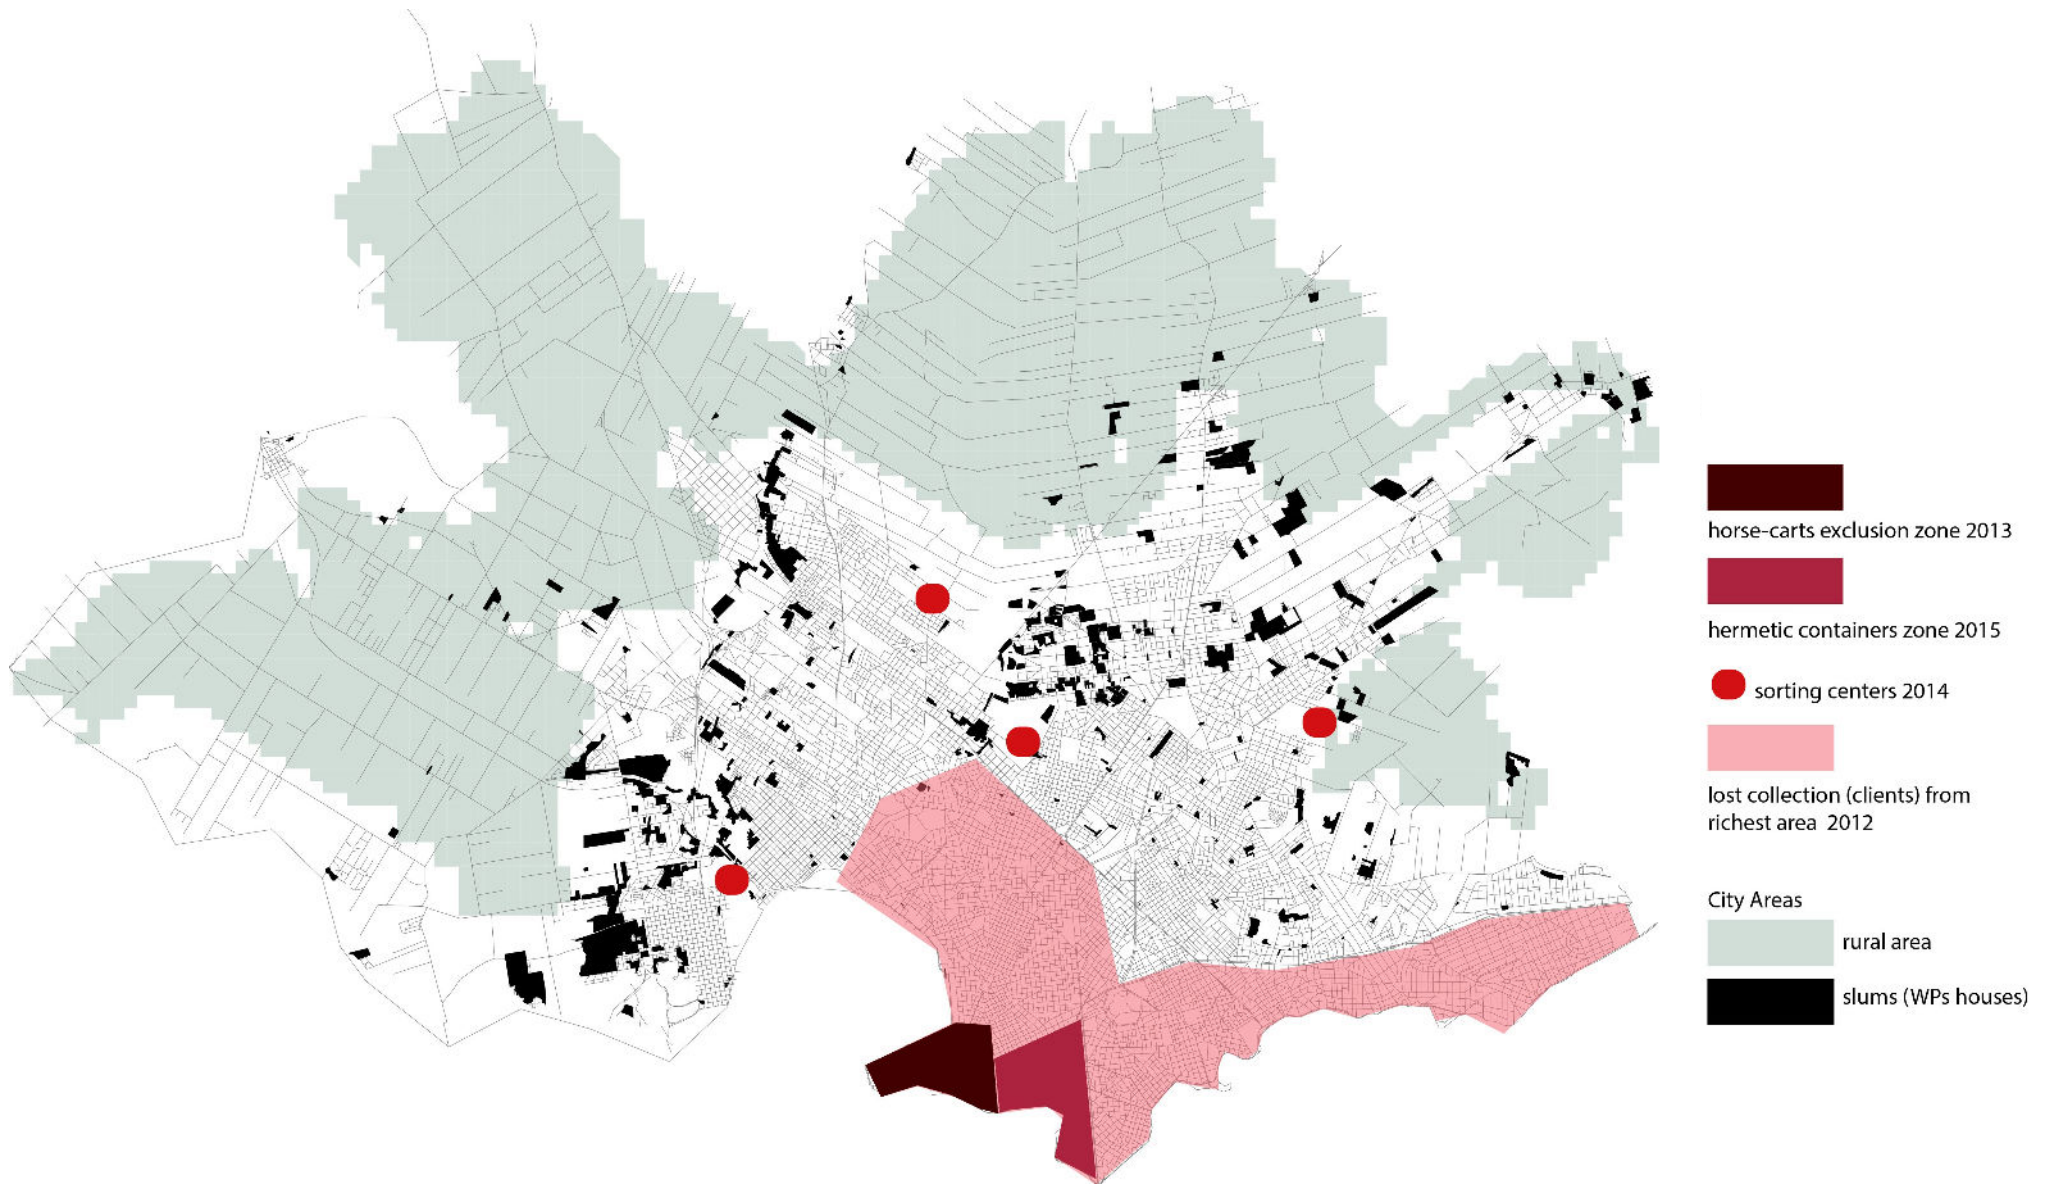 horse-carts exclusion zone 2013
hermetic containers zone 2015
sorting centers 2014
lost collection (clients) from
richest area 2012
City Areas
rural area
slums (WPs houses)